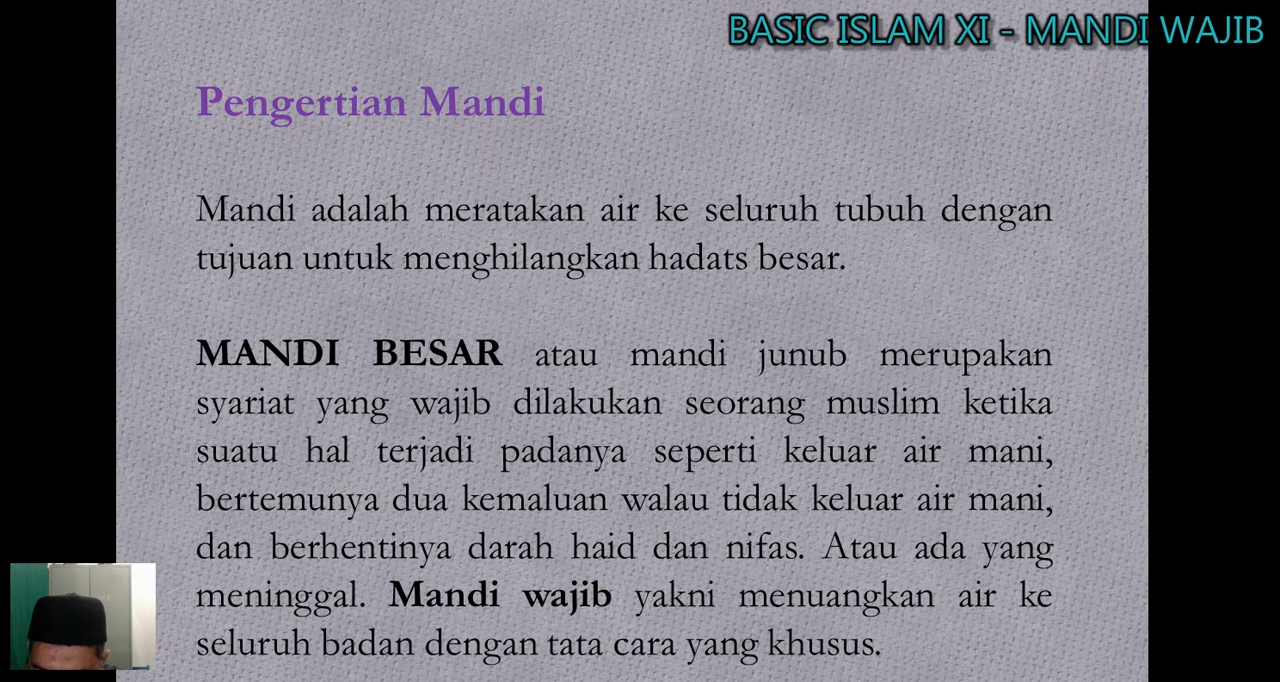 BASIC ISLAM XI - MANDI WAJIB
Pengertian Mandi
Mandi adalah meratakan air ke seluruh tubuh dengan
tujuan untuk menghilangkan hadats besar.
MANDI BESAR atau mandi junub merupakan
syariat yang wajib dilakukan seorang muslim ketika
suatu hal terjadi padanya seperti keluar air mani,
bertemunya dua kemaluan walau tidak keluar air mani,
dan berhentinya darah haid dan nifas. Atau ada yang
meninggal. Mandi wajib yakni menuangkan air ke
seluruh badan dengan tata cara yang khusus.